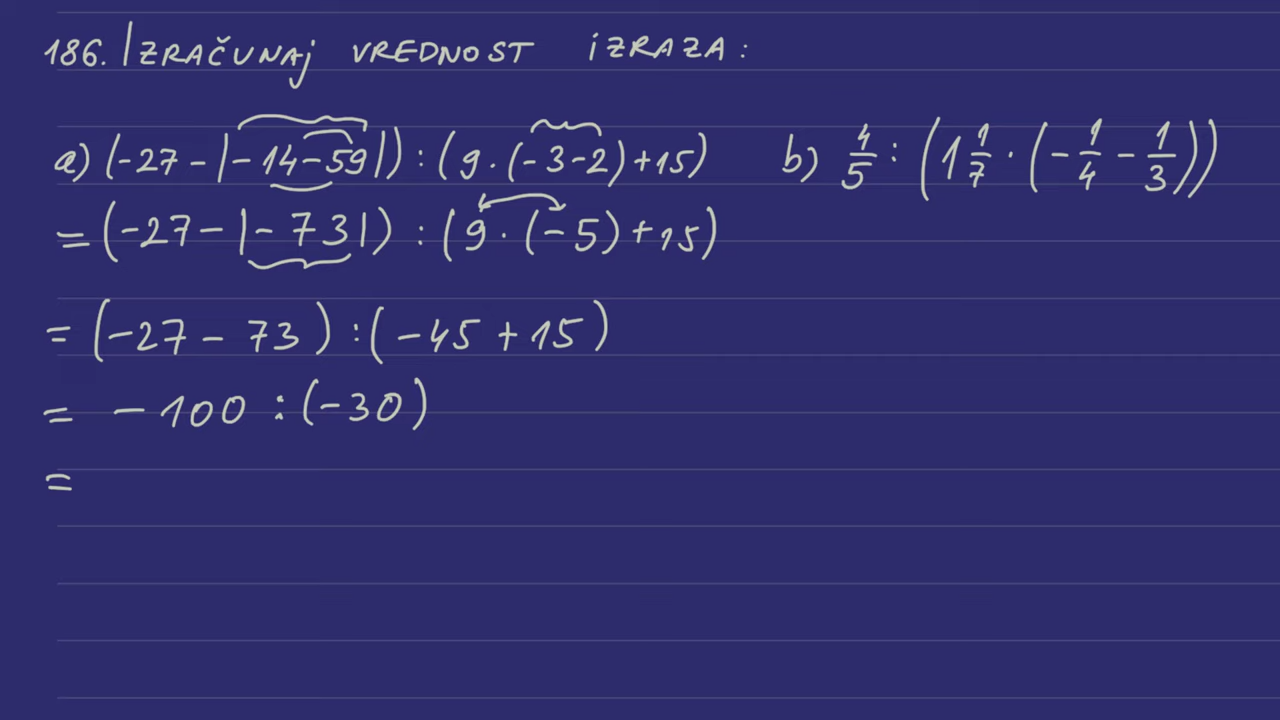 186. IZRAČUNAj VREDNOST iZRAZA:
a) (-27-|-14-59|) : (9·(-3-2)+15) b) 4/5 : (1 1/7 · (-1/4 - 1/3))
= (-27-|-73|) : (9·(-5)+15)
= (-27-73) : (-45+15)
= -100 : (-30)
=